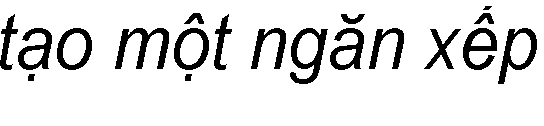 tạo một ngăn xếp